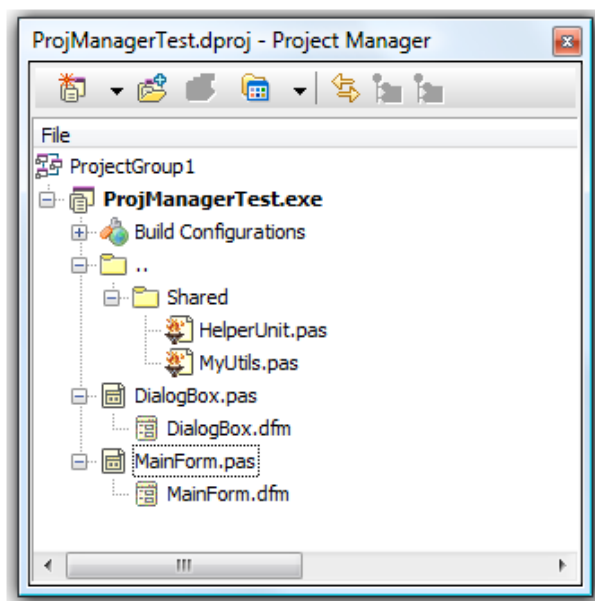 ProjManagerTest.dproj - Project Manager
File
ProjectGroup1
ProjManagerTest.exe
Build Configurations
..
Shared
HelperUnit.pas
MyUtils.pas
DialogBox.pas
DialogBox.dfm
MainForm.pas
MainForm.dfm